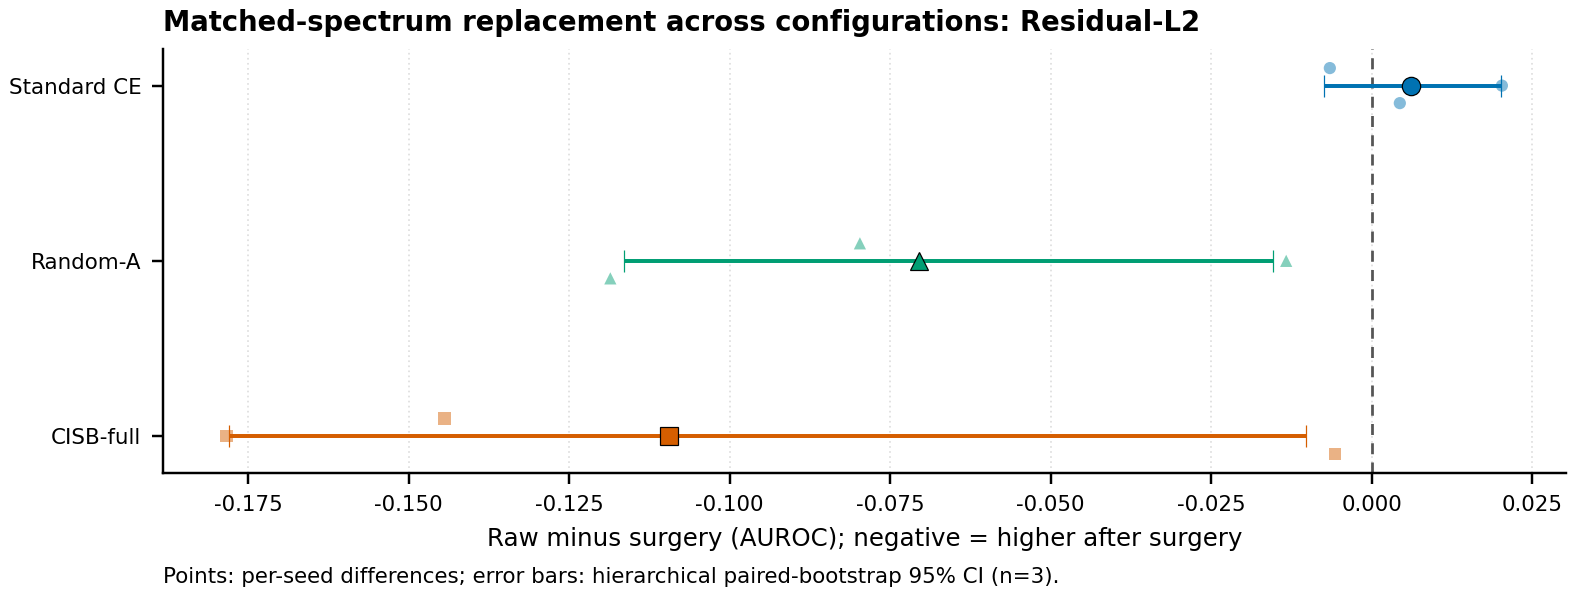 Matched-spectrum replacement across configurations: Residual-L2
Standard CE
Random-A
CISB-full
-0.175 -0.150 -0.125 -0.100 -0.075 -0.050 -0.025 0.000 0.025
Raw minus surgery (AUROC); negative = higher after surgery
Points: per-seed differences; error bars: hierarchical paired-bootstrap 95% CI (n=3).